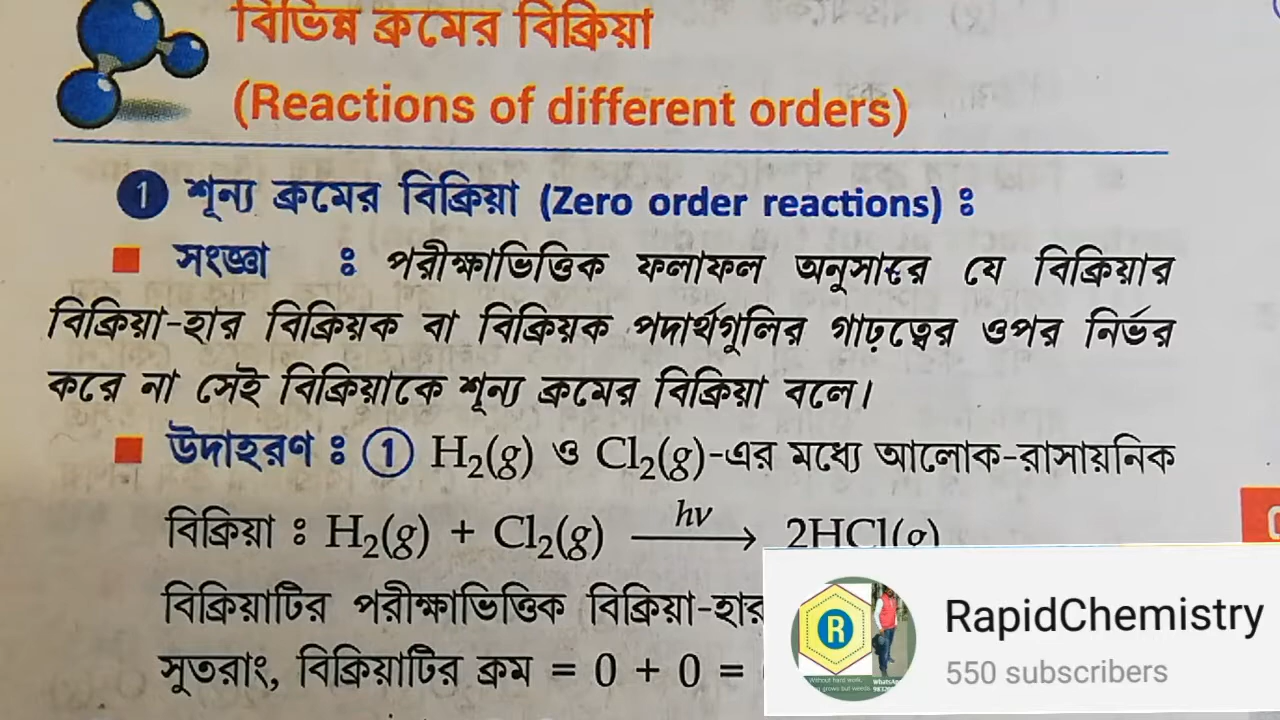 বিভিন্ন ক্রমের বিক্রিয়া
(Reactions of different orders)
1 শূন্য ক্রমের বিক্রিয়া (Zero order reactions) ঃ
সংজ্ঞা ঃ পরীক্ষাভিত্তিক ফলাফল অনুসারে যে বিক্রিয়ার
বিক্রিয়া-হার বিক্রিয়ক বা বিক্রিয়ক পদার্থগুলির গাঢ়ত্বের ওপর নির্ভর
করে না সেই বিক্রিয়াকে শূন্য ক্রমের বিক্রিয়া বলে।
উদাহরণ ঃ ① H₂(g) ও Cl₂(g)-এর মধ্যে আলোক-রাসায়নিক
বিক্রিয়া ঃ H₂(g) + Cl₂(g) hν → 2HCl(g)
বিক্রিয়াটির পরীক্ষাভিত্তিক বিক্রিয়া-হার
সুতরাং, বিক্রিয়াটির ক্রম = 0 + 0 =
R
RapidChemistry
550 subscribers